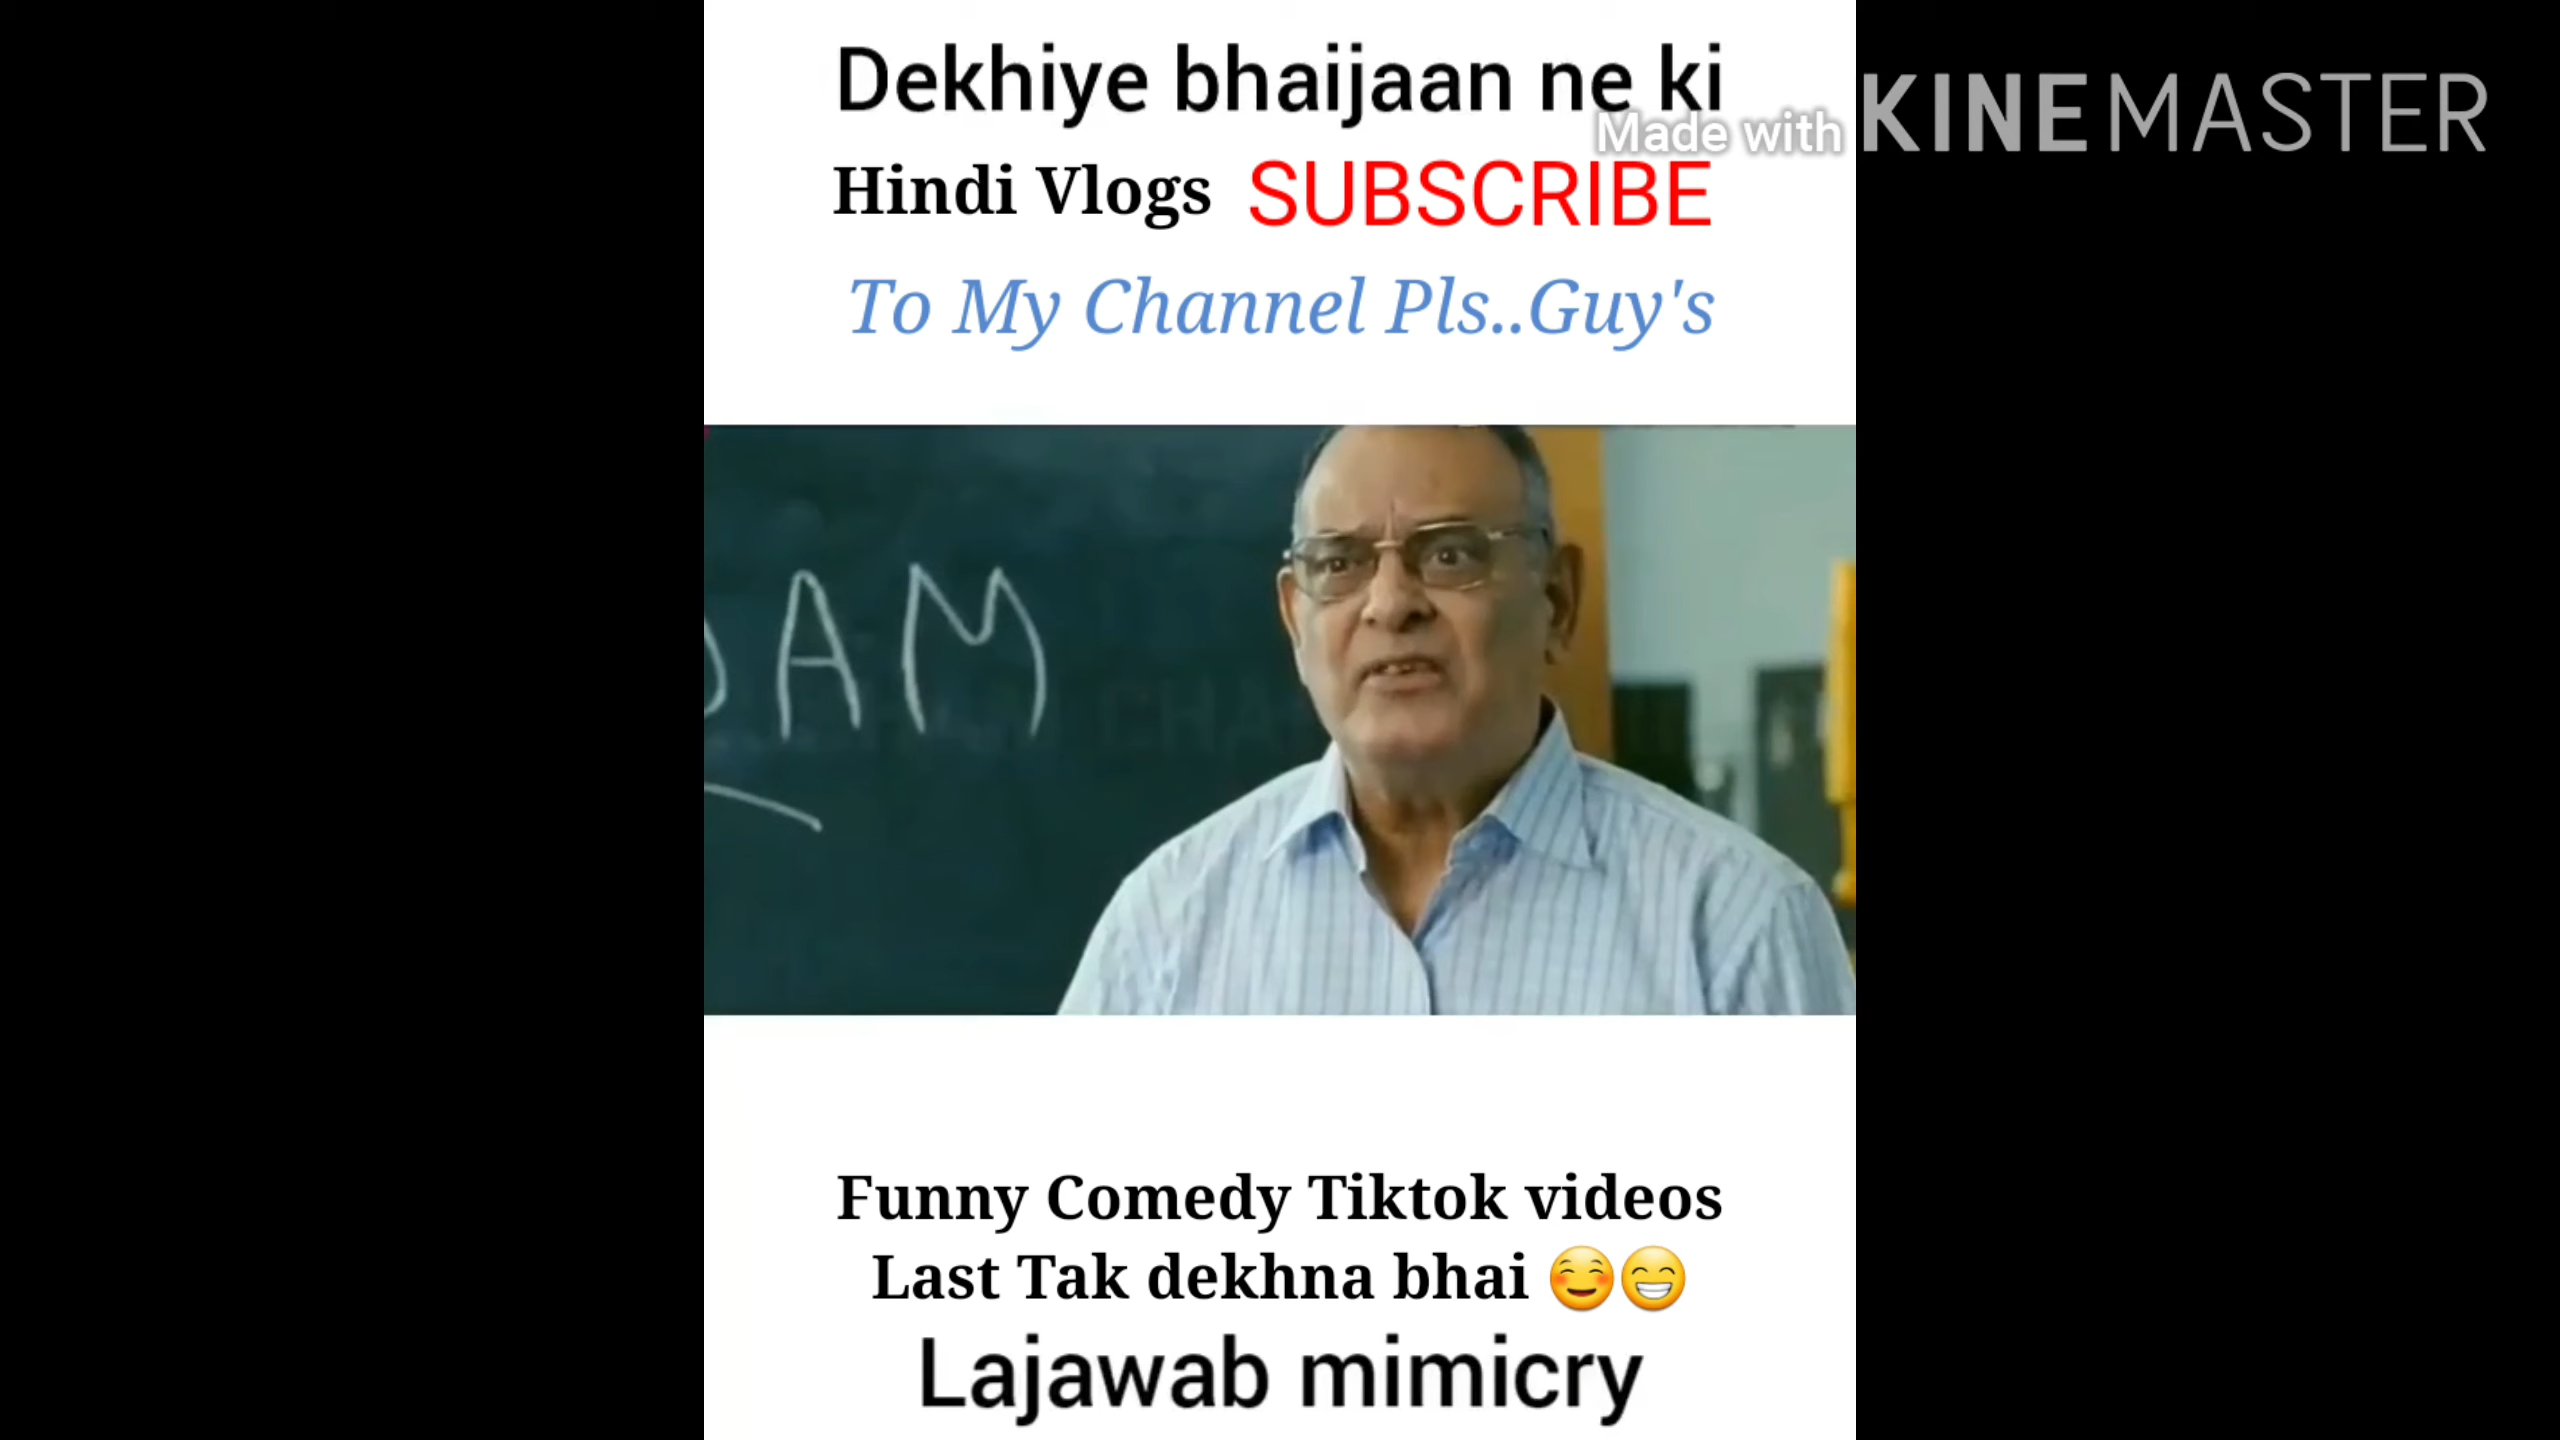 Dekhiye bhaijaan ne ki
Made with KINEMASTER
Hindi Vlogs SUBSCRIBE
To My Channel Pls..Guy's
AM
Funny Comedy Tiktok videos
Last Tak dekhna bhai 😊😁
Lajawab mimicry